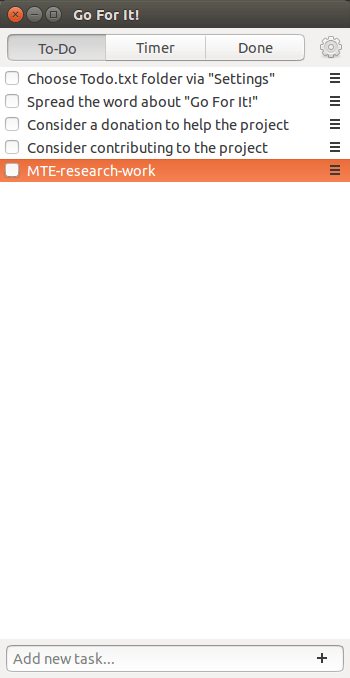 Go For It!
To-Do Timer Done
Choose Todo.txt folder via "Settings"
Spread the word about "Go For It!"
Consider a donation to help the project
Consider contributing to the project
MTE-research-work
Add new task...